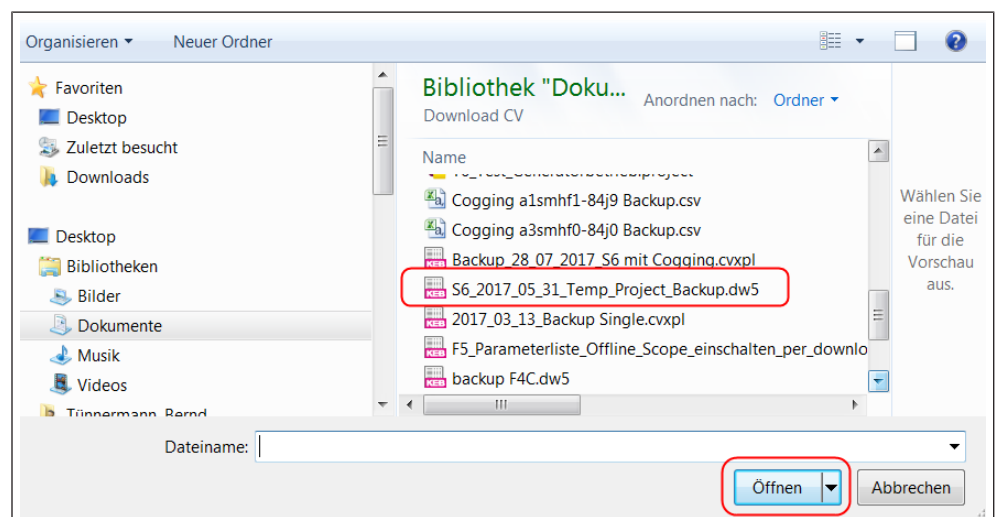 Organisieren Neuer Ordner
Favoriten
Desktop
Zuletzt besucht
Downloads
Desktop
Bibliotheken
Bilder
Dokumente
Musik
Videos
Tünnermann Bernd
Bibliothek "Doku...
Download CV
Anordnen nach: Ordner
Name
Cogging a1smhf1-84j9 Backup.csv
Cogging a3smhf0-84j0 Backup.csv
Backup_28_07_2017_S6 mit Cogging.cvxpl
S6_2017_05_31_Temp_Project_Backup.dw5
2017_03_13_Backup Single.cvxpl
F5_Parameterliste_Offline_Scope_einschalten_per_downlo
backup F4C.dw5
Wählen Sie
eine Datei
für die
Vorschau
aus.
Dateiname:
Öffnen
Abbrechen